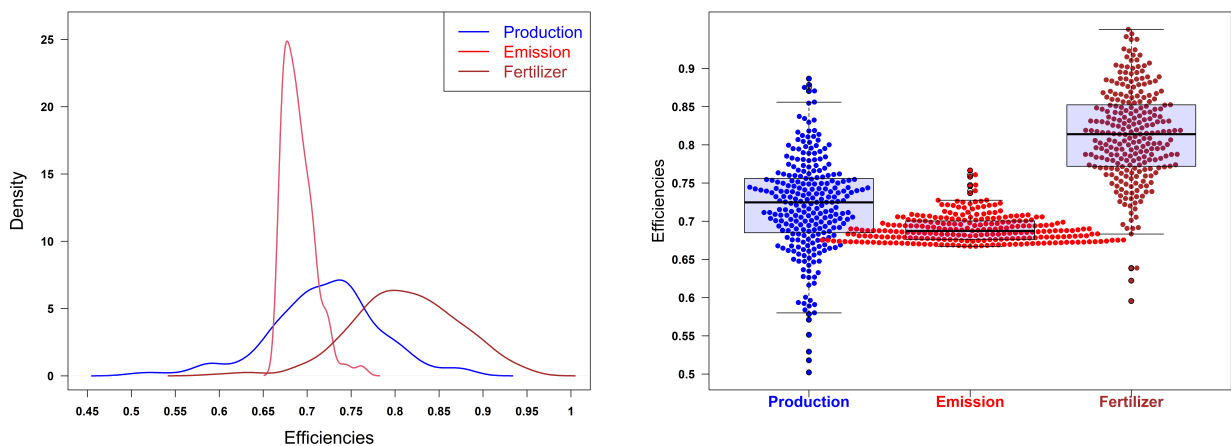 Production
Emission
Fertilizer
Density
25
20
15
10
5
0
0.45 0.5 0.55 0.6 0.65 0.7 0.75 0.8 0.85 0.9 0.95 1
Efficiencies
Efficiencies
0.9
0.85
0.8
0.75
0.7
0.65
0.6
0.55
0.5
Production Emission Fertilizer